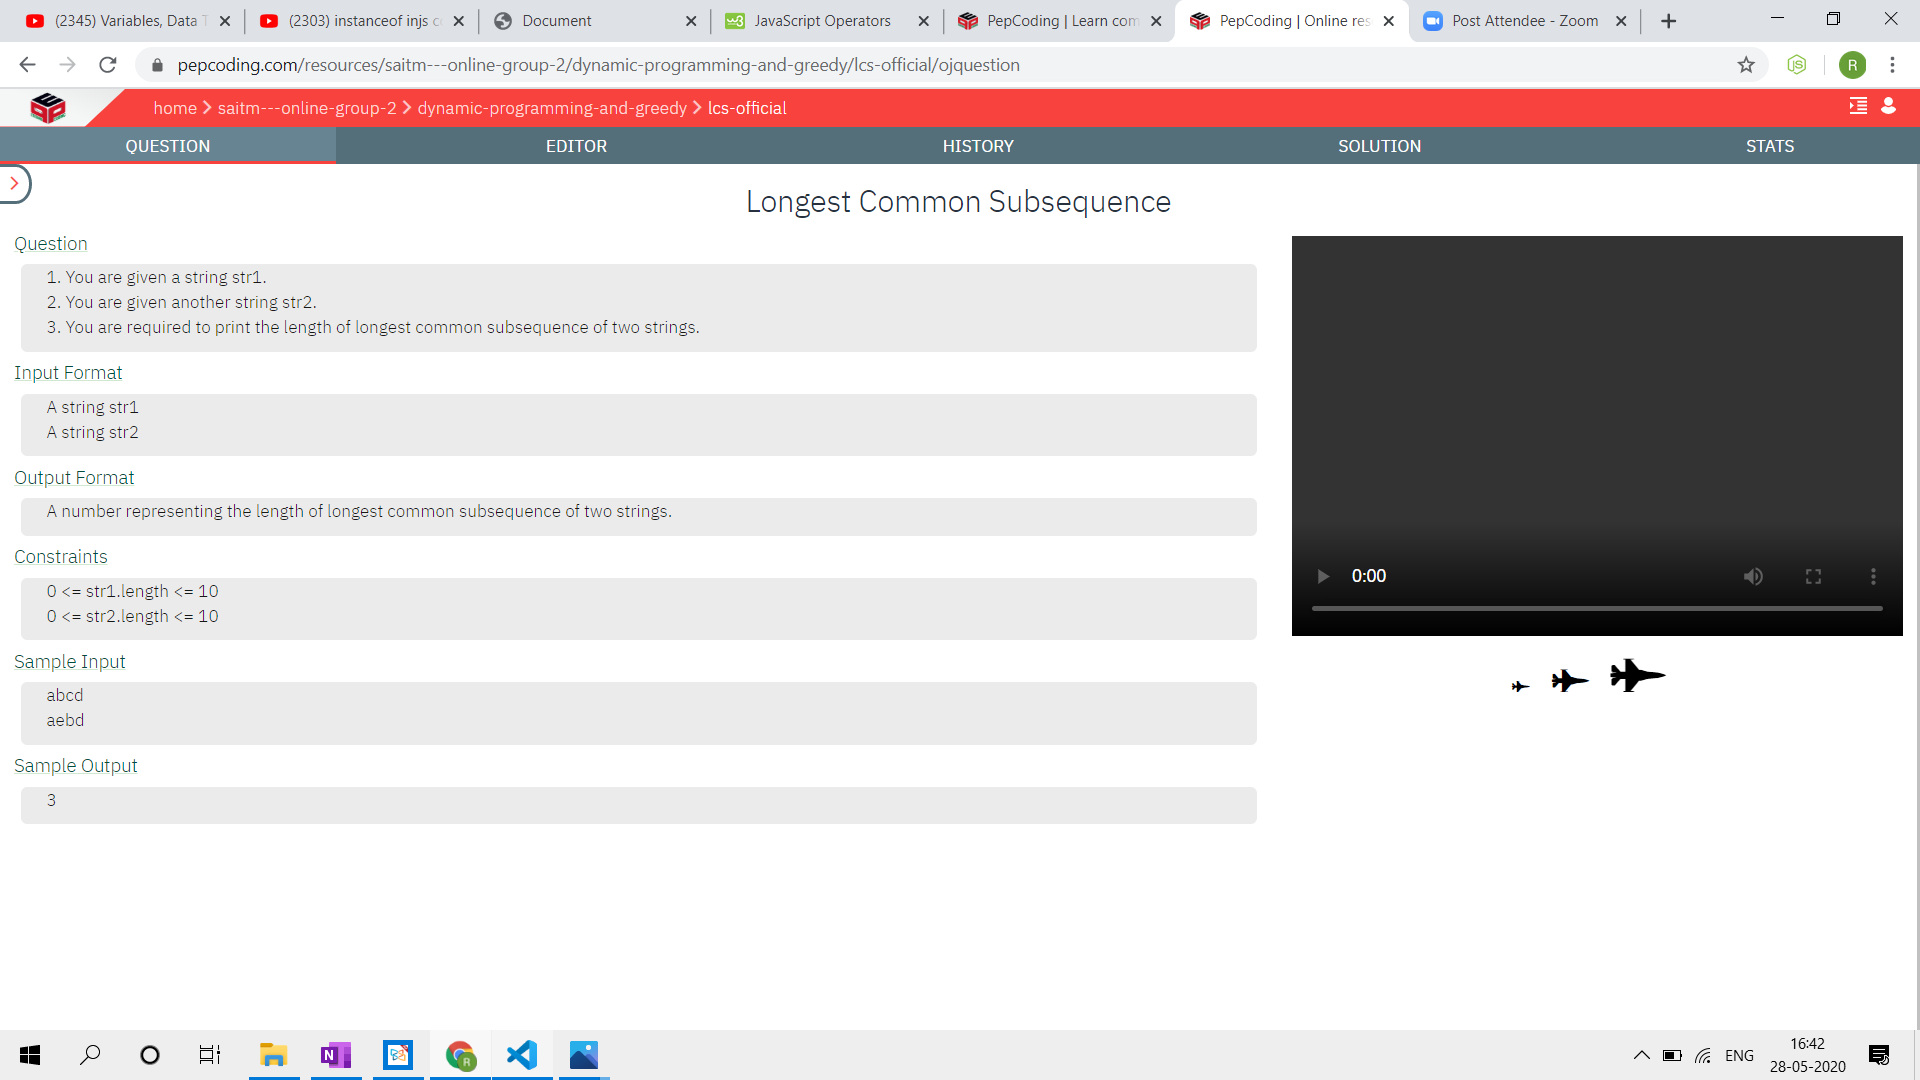 (2345) Variables, Data T
(2303) instanceof injs c
Document
JavaScript Operators
PepCoding | Learn com
PepCoding | Online res
Post Attendee - Zoom
pepcoding.com/resources/saitm---online-group-2/dynamic-programming-and-greedy/lcs-official/ojquestion
R
home > saitm---online-group-2 > dynamic-programming-and-greedy > lcs-official
QUESTION
EDITOR
HISTORY
SOLUTION
STATS
Longest Common Subsequence
Question
1. You are given a string str1.
2. You are given another string str2.
3. You are required to print the length of longest common subsequence of two strings.
Input Format
A string str1
A string str2
Output Format
A number representing the length of longest common subsequence of two strings.
Constraints
0 <= str1.length <= 10
0 <= str2.length <= 10
Sample Input
abcd
aebd
Sample Output
3
0:00
ENG
16:42
28-05-2020